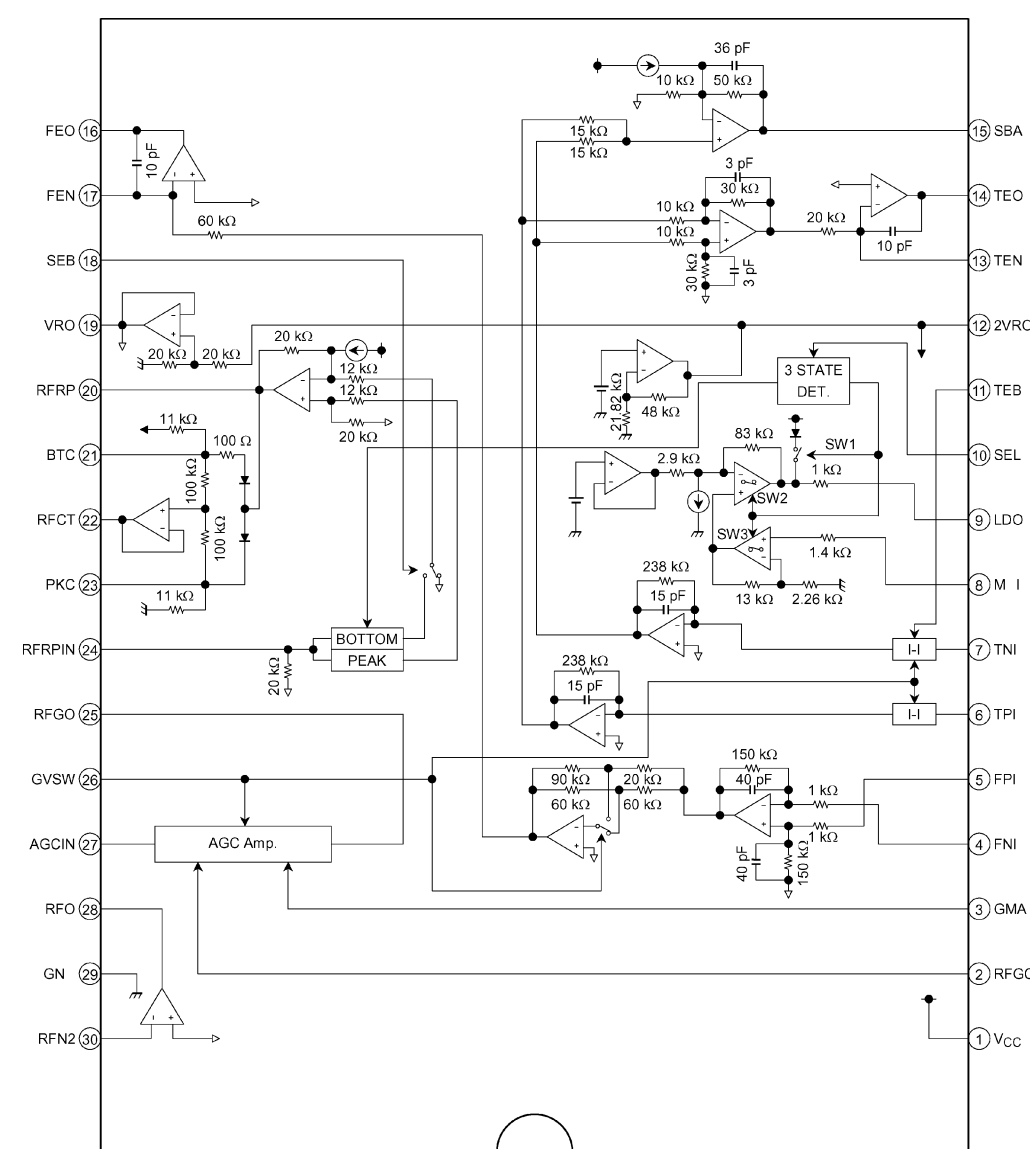 36 pF
10 kΩ 50 kΩ
FEO 16
10 pF
15 kΩ
15 kΩ
- +
15 SBA
FEN 17
60 kΩ
3 pF
30 kΩ
10 kΩ
10 kΩ
30 kΩ
3 pF
20 kΩ
10 pF
14 TEO
SEB 18
13 TEN
VRO 19
20 kΩ 20 kΩ
20 kΩ
12 2VRO
RFRP 20
12 kΩ
12 kΩ
20 kΩ
21.82 kΩ
48 kΩ
3 STATE
DET.
11 TEB
11 kΩ
100 Ω
BTC 21
100 kΩ
83 kΩ
SW1
2.9 kΩ
1 kΩ
10 SEL
SW2
RFCT 22
100 kΩ
SW3
9 LDO
1.4 kΩ
PKC 23
11 kΩ
238 kΩ
13 kΩ 2.26 kΩ
8 M I
15 pF
BOTTOM
PEAK
RFRPIN 24
20 kΩ
I-I
7 TNI
238 kΩ
15 pF
RFGO 25
I-I
6 TPI
150 kΩ
GVSW 26
90 kΩ 20 kΩ
60 kΩ 60 kΩ
40 pF
1 kΩ
5 FPI
AGCIN 27
AGC Amp.
1 kΩ
40 pF
150 kΩ
4 FNI
RFO 28
3 GMA
GN 29
2 RFGC
RFN2 30
1 VCC